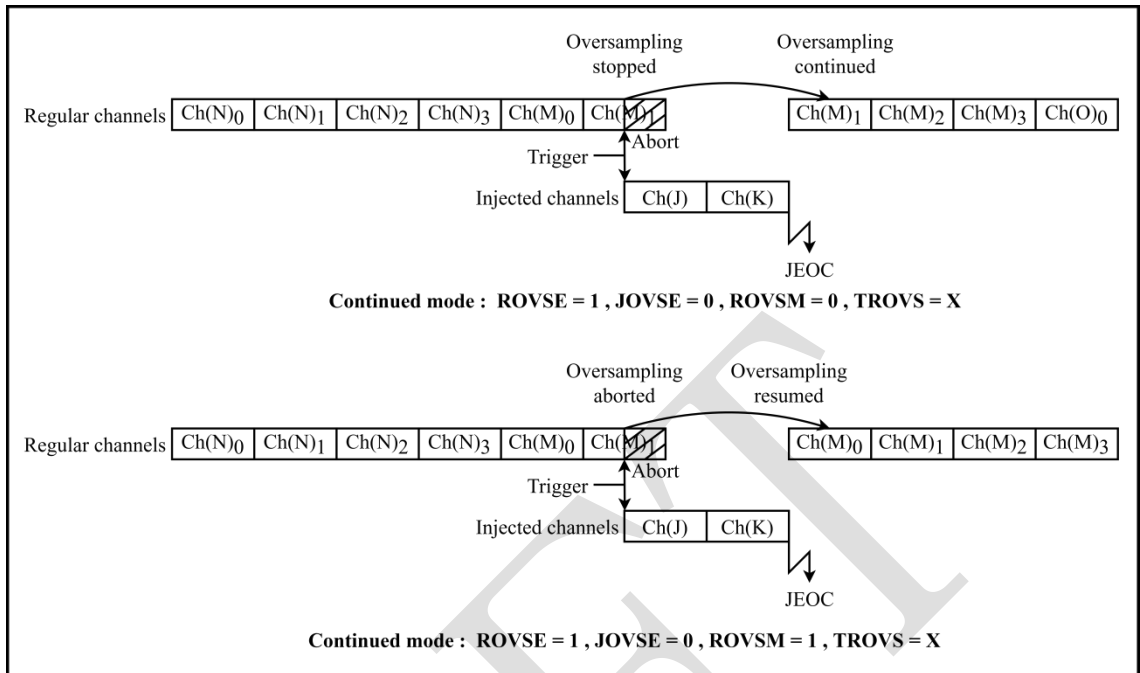 Oversampling stopped
Oversampling continued
Regular channels Ch(N)0 Ch(N)1 Ch(N)2 Ch(N)3 Ch(M)0 Ch(M)1 Ch(M)1 Ch(M)2 Ch(M)3 Ch(O)0
Abort
Trigger
Injected channels Ch(J) Ch(K)
JEOC
Continued mode : ROVSE = 1 , JOVSE = 0 , ROVSM = 0 , TROVS = X
Oversampling aborted
Oversampling resumed
Regular channels Ch(N)0 Ch(N)1 Ch(N)2 Ch(N)3 Ch(M)0 Ch(M)1 Ch(M)0 Ch(M)1 Ch(M)2 Ch(M)3
Abort
Trigger
Injected channels Ch(J) Ch(K)
JEOC
Continued mode : ROVSE = 1 , JOVSE = 0 , ROVSM = 1 , TROVS = X